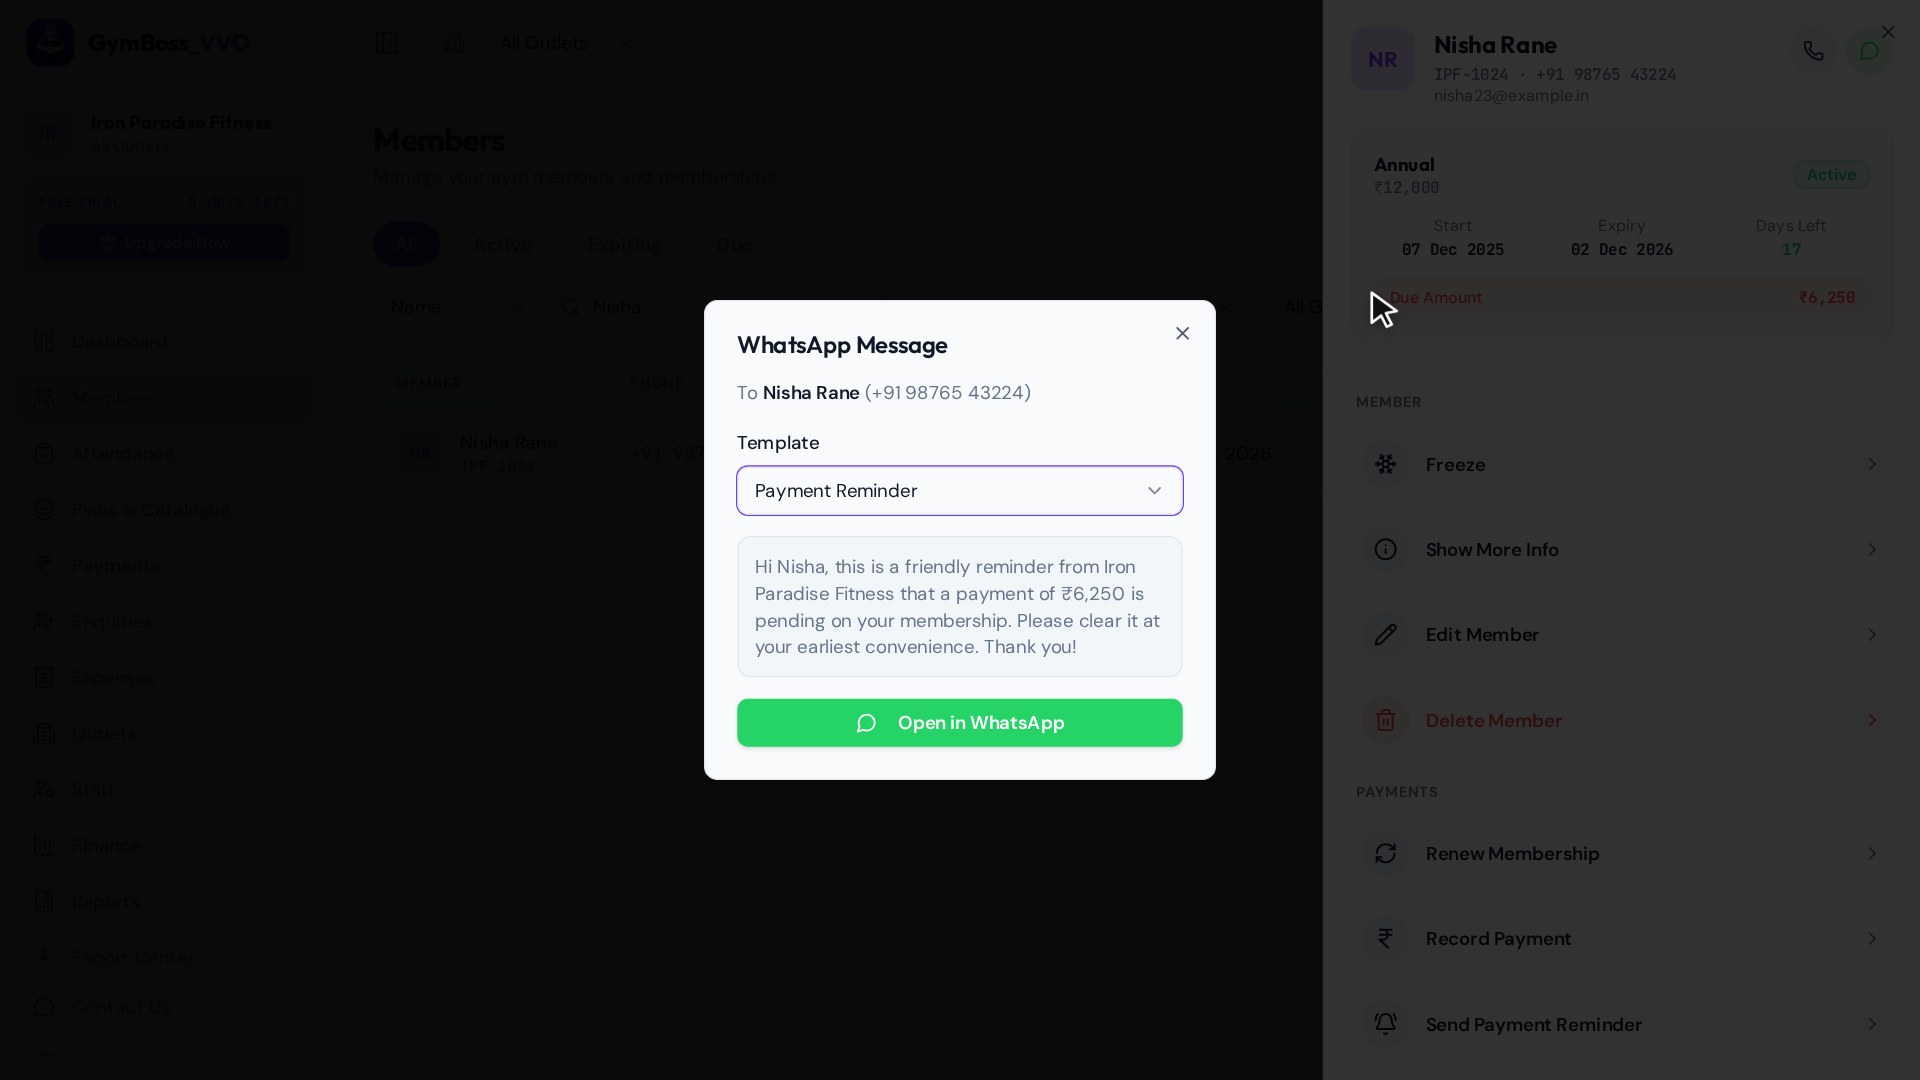 GymBoss_VVO
All Outlets
IR
Iron Paradise Fitness
All Outlets
FREE TRIAL
5 days left
Upgrade Now
Dashboard
Members
Attendance
Plans & Catalogue
Payments
Enquiries
Expenses
Outlets
Staff
Finance
Reports
Export Center
Contact Us
Members
Manage your gym members and memberships.
All
Active
Expiring
Due
Name
Nisha
All G
MEMBER
PHONE
NR
Nisha Rane
IPF-1024
+91 987
2026
WhatsApp Message
To Nisha Rane (+91 98765 43224)
Template
Payment Reminder
Hi Nisha, this is a friendly reminder from Iron
Paradise Fitness that a payment of ₹6,250 is
pending on your membership. Please clear it at
your earliest convenience. Thank you!
Open in WhatsApp
NR
Nisha Rane
IPF-1024 · +91 98765 43224
nisha23@example.in
Annual
₹12,000
Active
Start
07 Dec 2025
Expiry
02 Dec 2026
Days Left
17
Due Amount
₹6,250
MEMBER
Freeze
Show More Info
Edit Member
Delete Member
PAYMENTS
Renew Membership
Record Payment
Send Payment Reminder